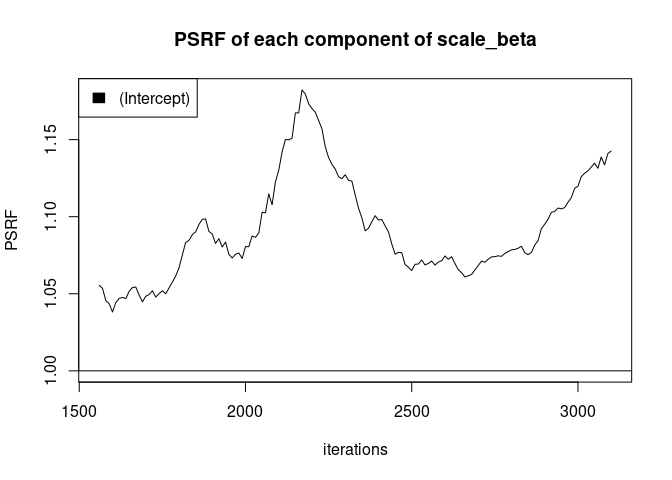 PSRF of each component of scale_beta
(Intercept)
PSRF
1.15
1.10
1.05
1.00
1500 2000 2500 3000
iterations